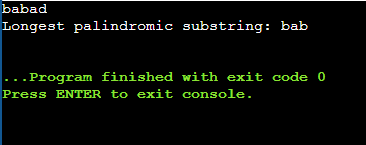 babad
Longest palindromic substring: bab
...Program finished with exit code 0
Press ENTER to exit console.